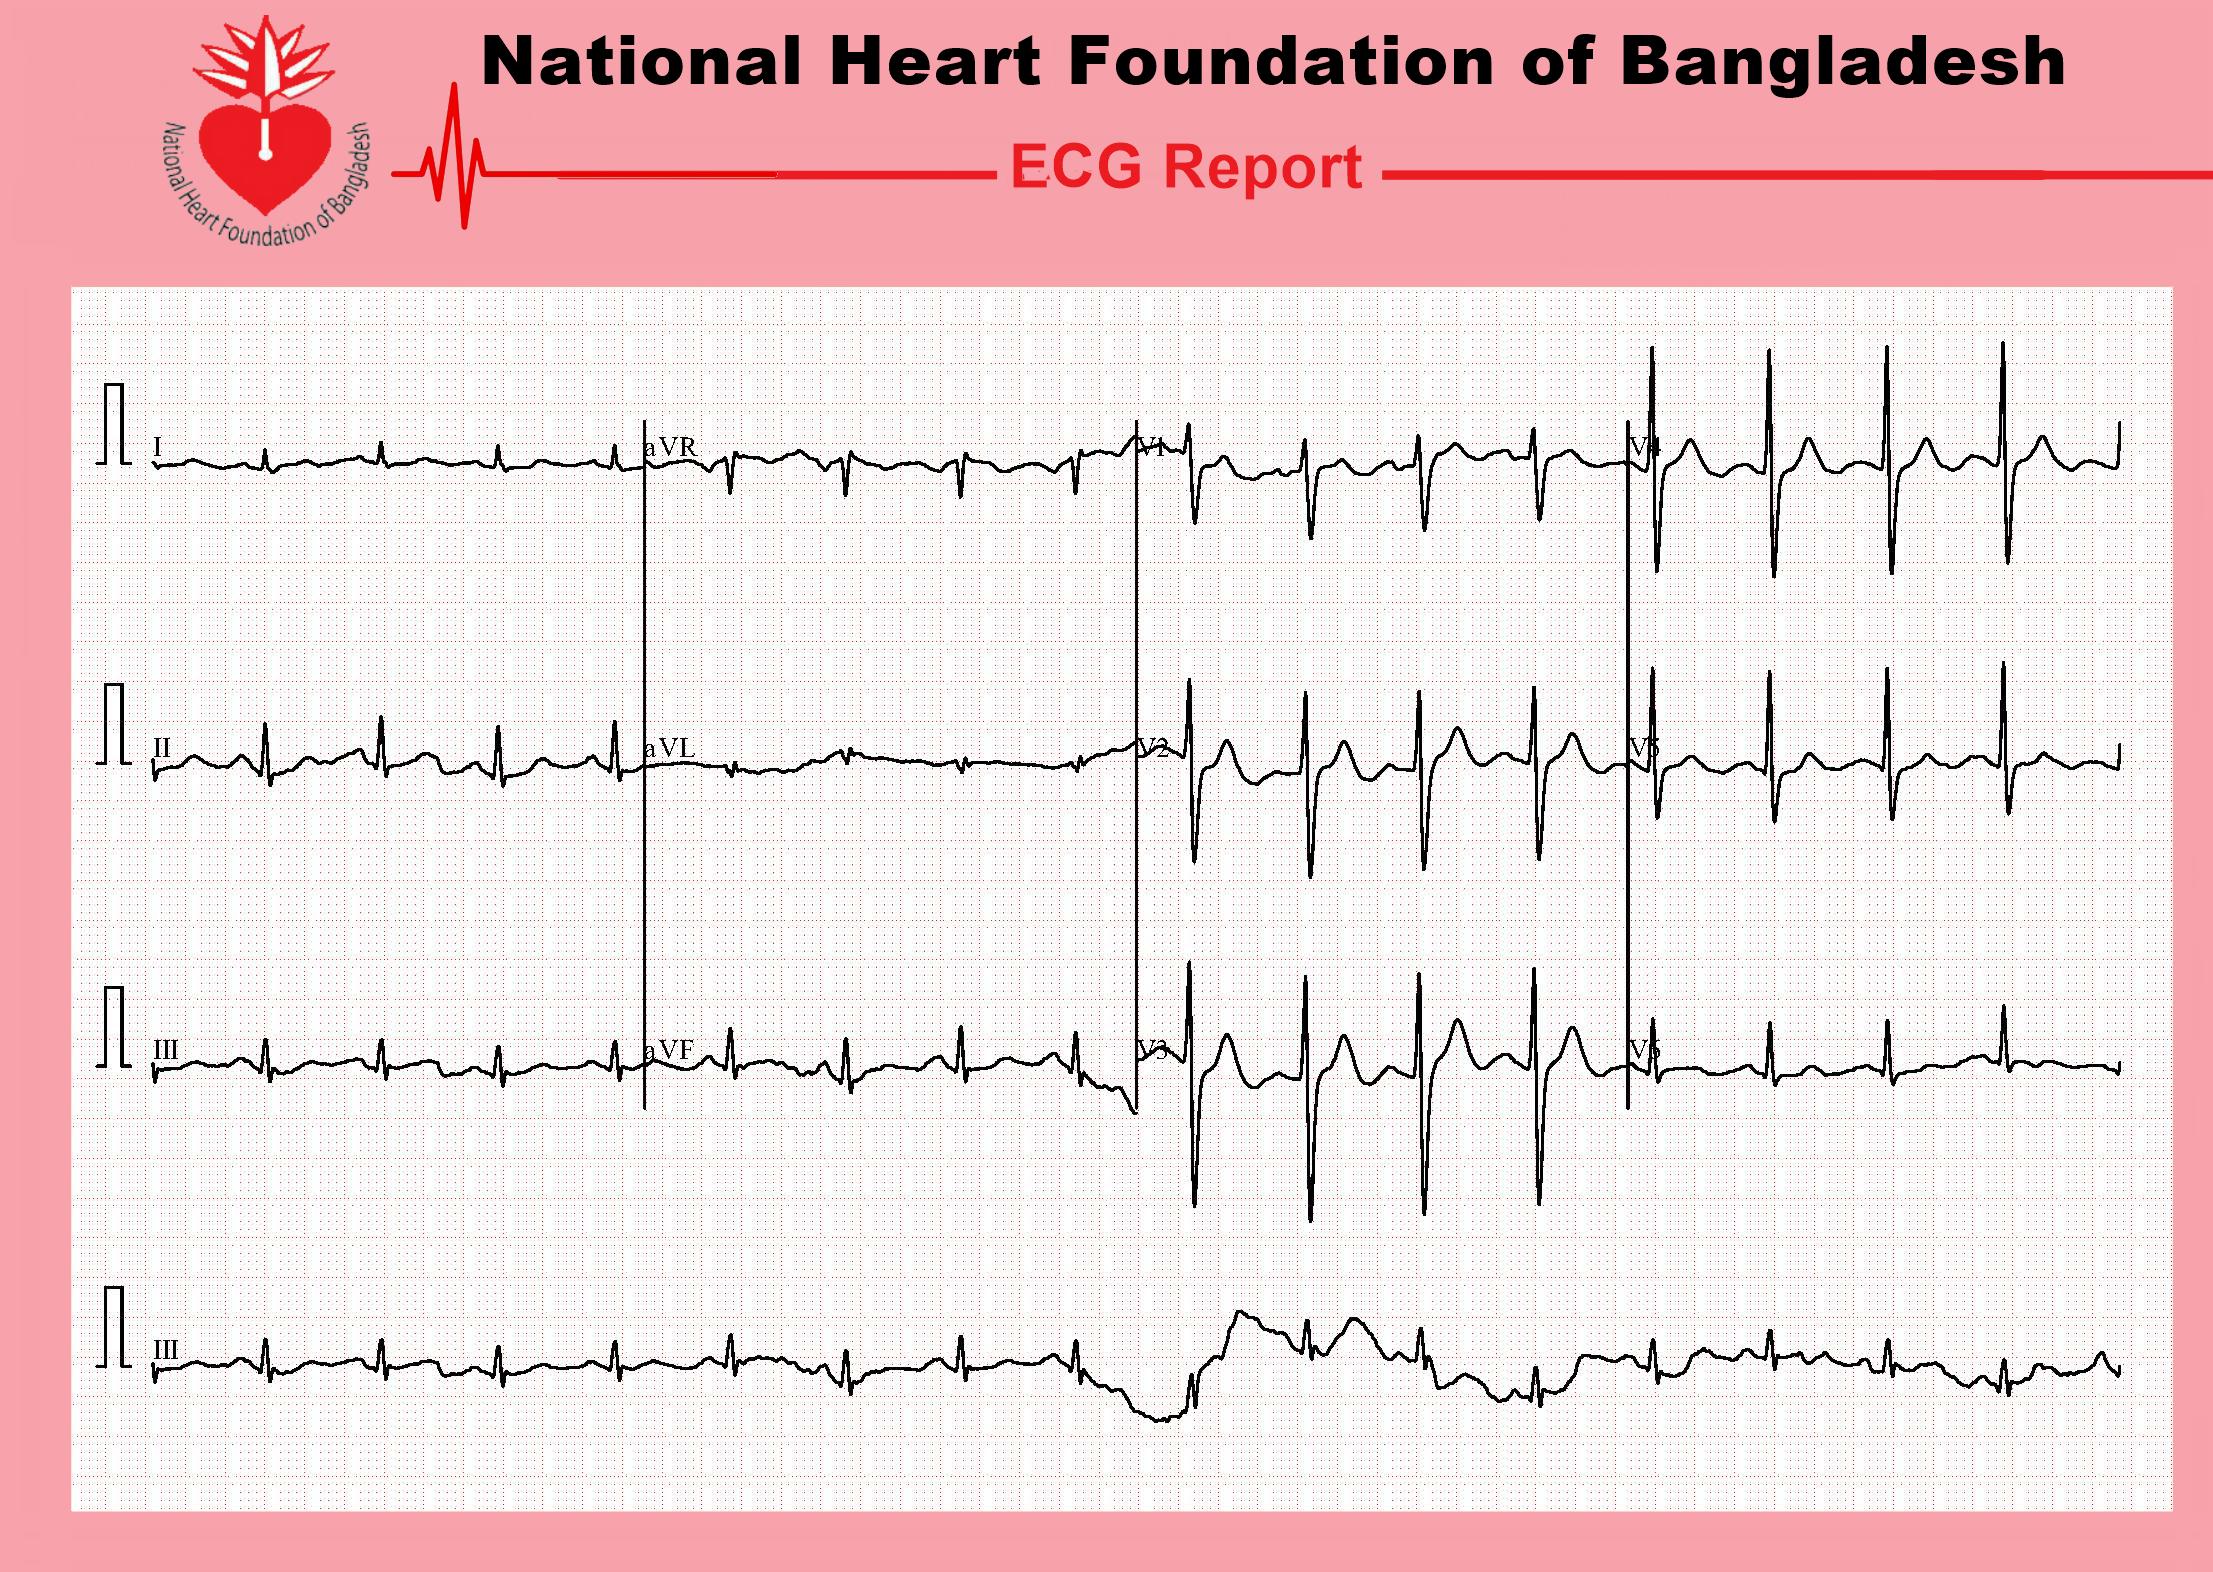 National Heart Foundation of Bangladesh
National Heart Foundation of Bangladesh
ECG Report
I aVR V1 V4
II aVL V2 V5
III aVF V3 V6
III